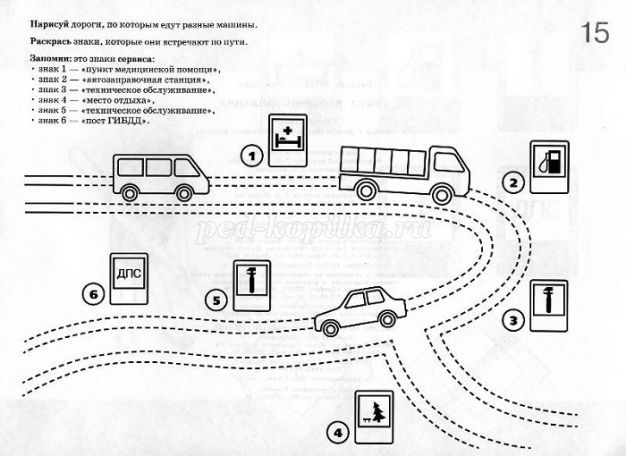 Нарисуй дороги, по которым едут разные машины.
15
Раскрась знаки, которые они встречают по пути.
Запомни: это знаки сервиса:
· знак 1 — «пункт медицинской помощи»,
· знак 2 — «автозаправочная станция»,
· знак 3 — «техническое обслуживание»,
· знак 4 — «место отдыха»,
· знак 5 — «техническое обслуживание»,
· знак 6 — «пост ГИБДД».
1
2
ped-kopilka.ru
ДПС
6
5
3
4